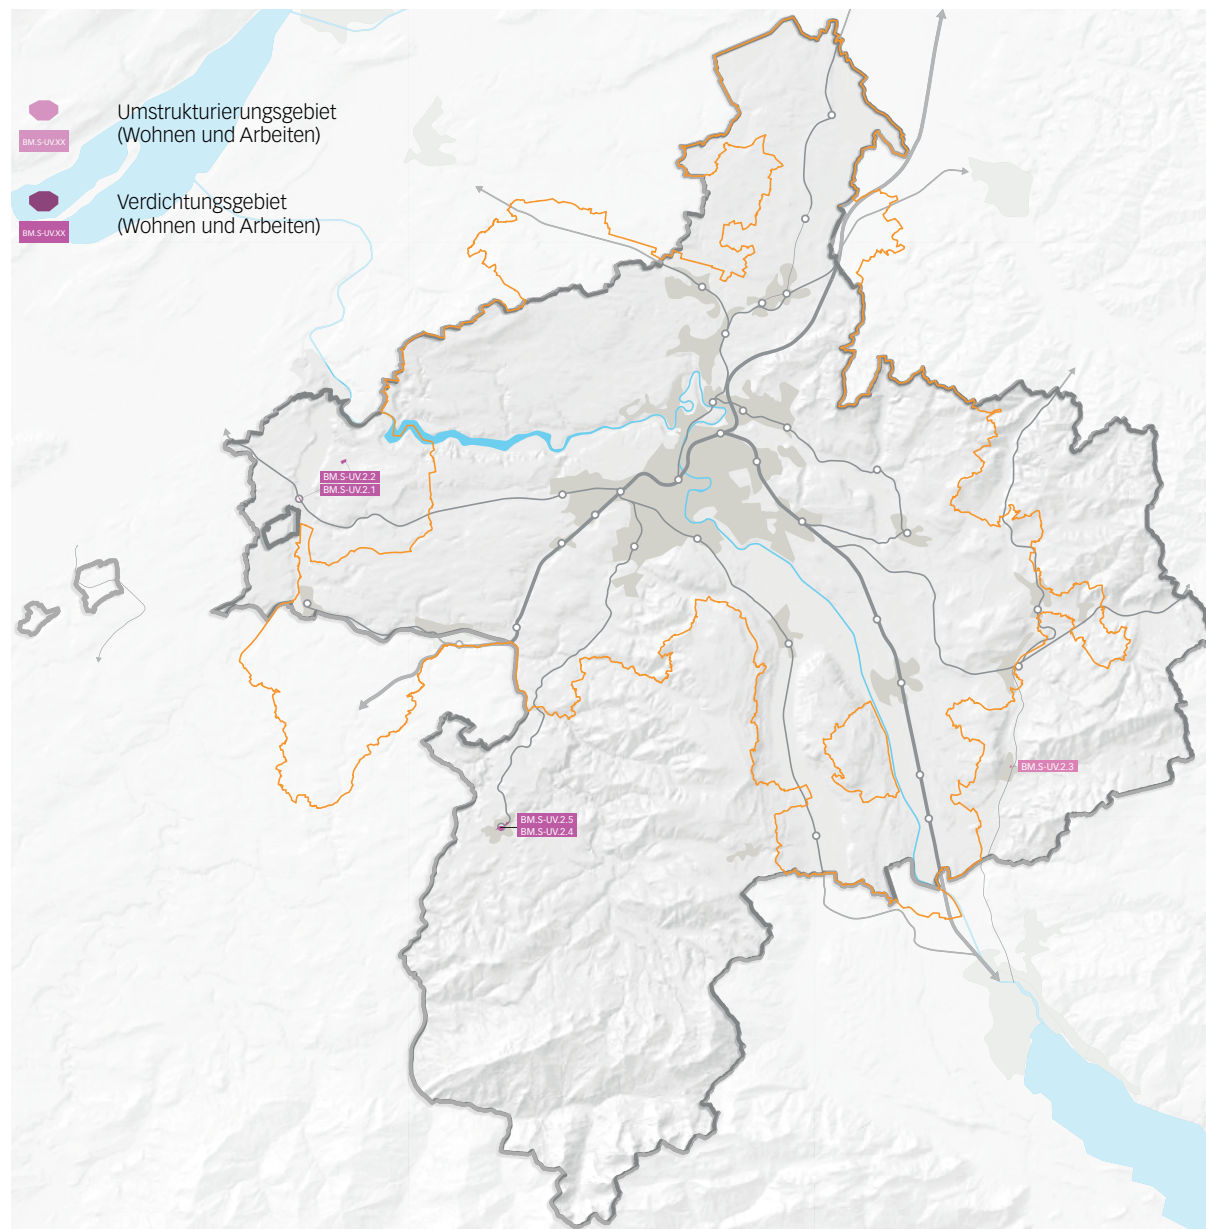 Umstrukturierungsgebiet
(Wohnen und Arbeiten)
BM.S-UV.XX
Verdichtungsgebiet
(Wohnen und Arbeiten)
BM.S-UV.XX
BM.S-UV.2.2
BM.S-UV.2.1
BM.S-UV.2.3
BM.S-UV.2.5
BM.S-UV.2.4